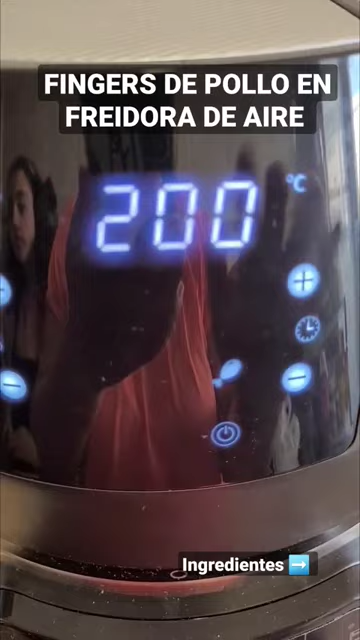 FINGERS DE POLLO EN
FREIDORA DE AIRE
200 °C
Ingredientes ➡️